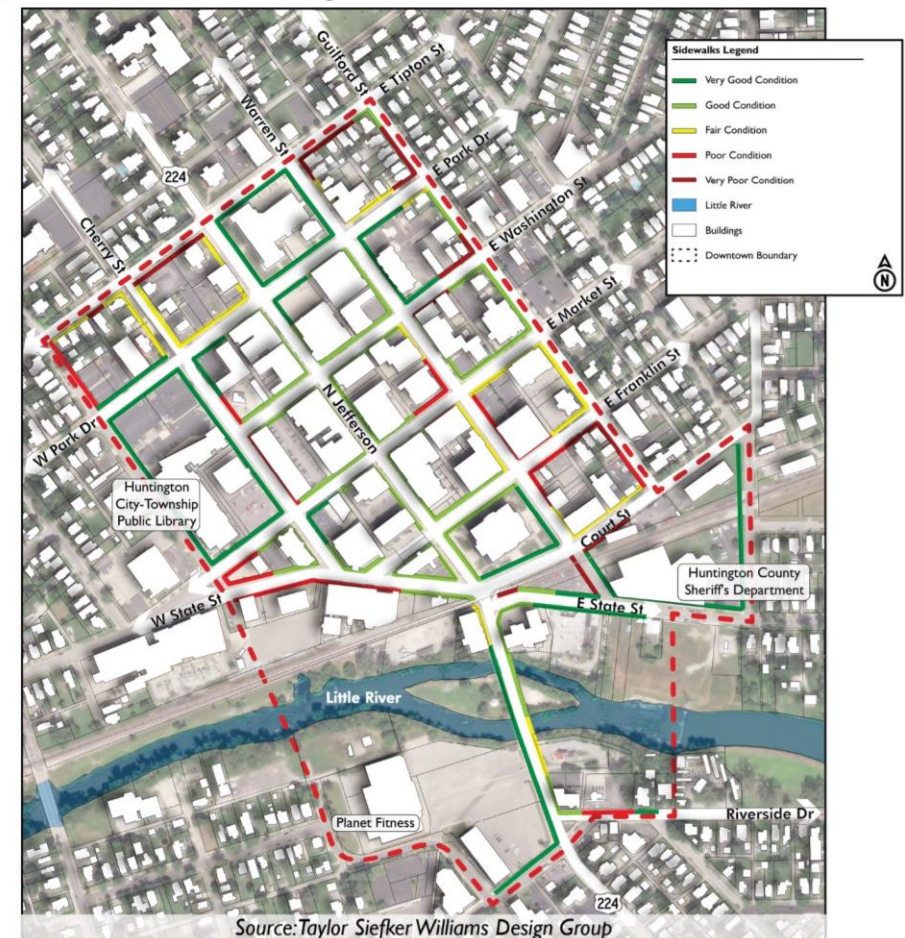 Guilford St
E Tipton St
Warren St
224
Cherry St
E Park Dr
E Washington St
E Market St
E Franklin St
Sidewalks Legend
Very Good Condition
Good Condition
Fair Condition
Poor Condition
Very Poor Condition
Little River
Buildings
Downtown Boundary
N
W Park Dr
N Jefferson
Huntington
City-Township
Public Library
Court St
Huntington County
Sheriff's Department
W State St
E State St
Little River
Planet Fitness
Riverside Dr
224
Source: Taylor Siefker Williams Design Group